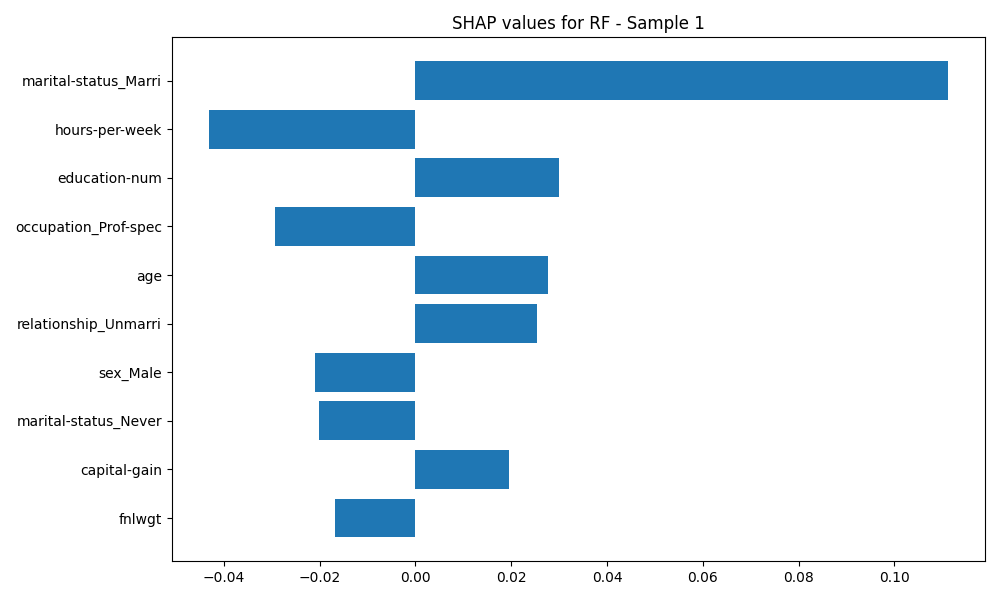 SHAP values for RF - Sample 1
marital-status_Marri
hours-per-week
education-num
occupation_Prof-spec
age
relationship_Unmarri
sex_Male
marital-status_Never
capital-gain
fnlwgt
−0.04 −0.02 0.00 0.02 0.04 0.06 0.08 0.10